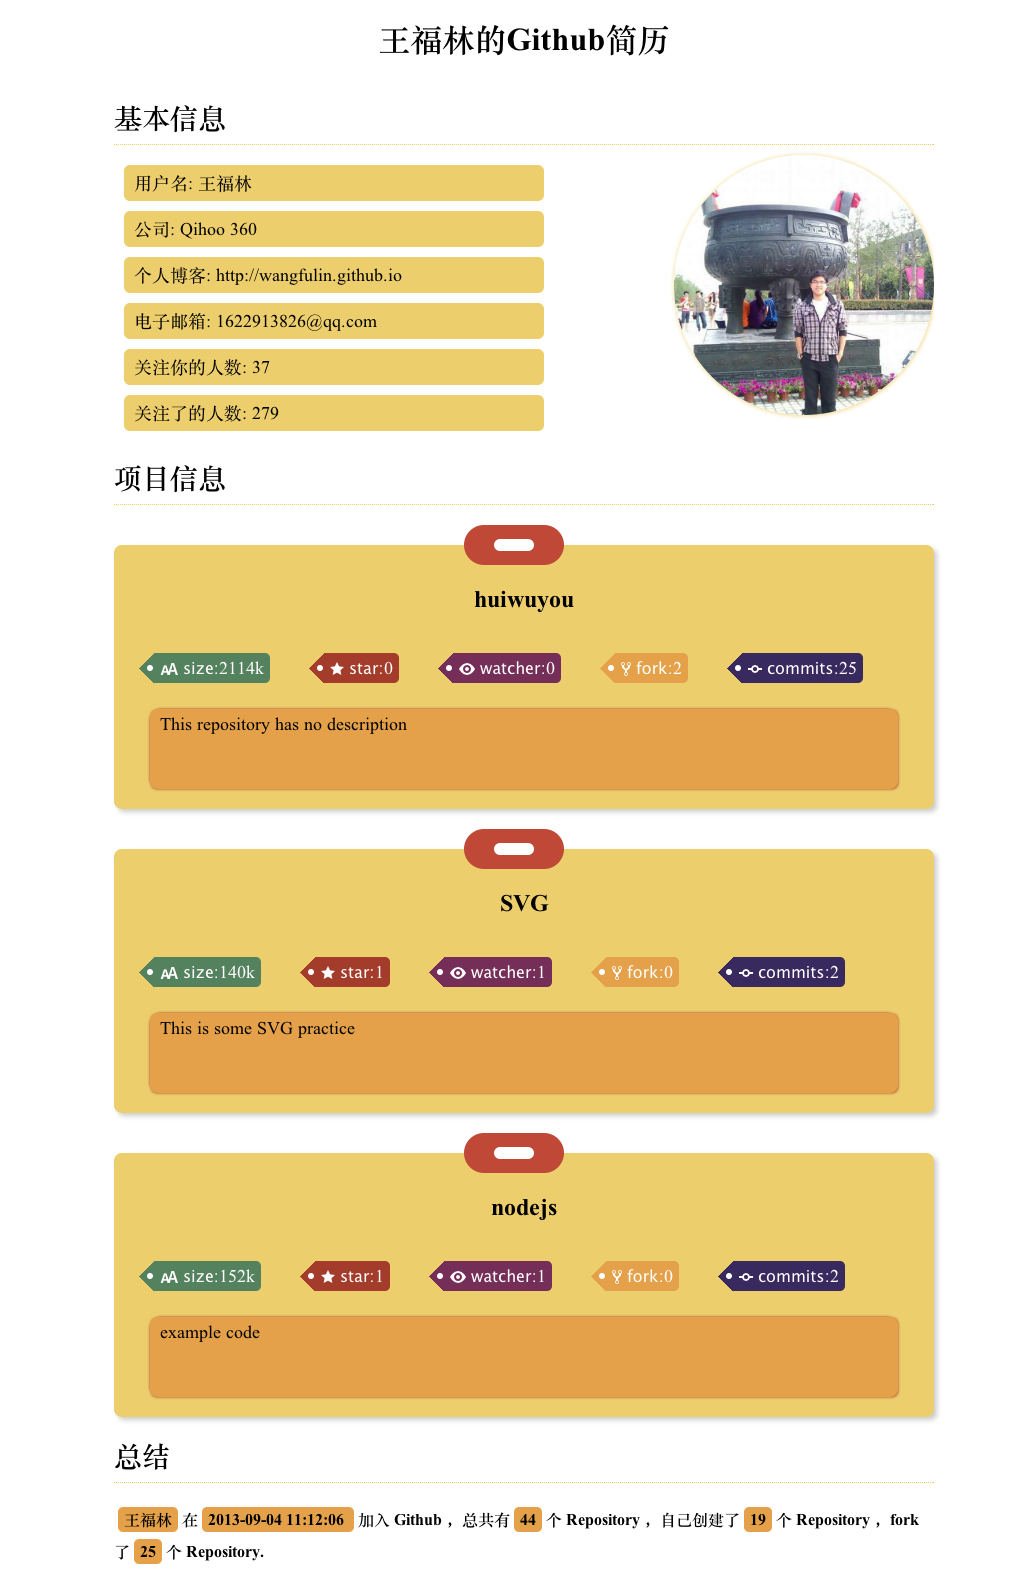 王福林的Github简历
基本信息
用户名: 王福林
公司: Qihoo 360
个人博客: http://wangfulin.github.io
电子邮箱: 1622913826@qq.com
关注你的人数: 37
关注了的人数: 279
项目信息
huiwuyou
AA size:2114k star:0 watcher:0 fork:2 commits:25
This repository has no description
SVG
AA size:140k star:1 watcher:1 fork:0 commits:2
This is some SVG practice
nodejs
AA size:152k star:1 watcher:1 fork:0 commits:2
example code
总结
王福林 在 2013-09-04 11:12:06 加入 Github ，总共有 44 个 Repository ，自己创建了 19 个 Repository ，fork
了 25 个 Repository.